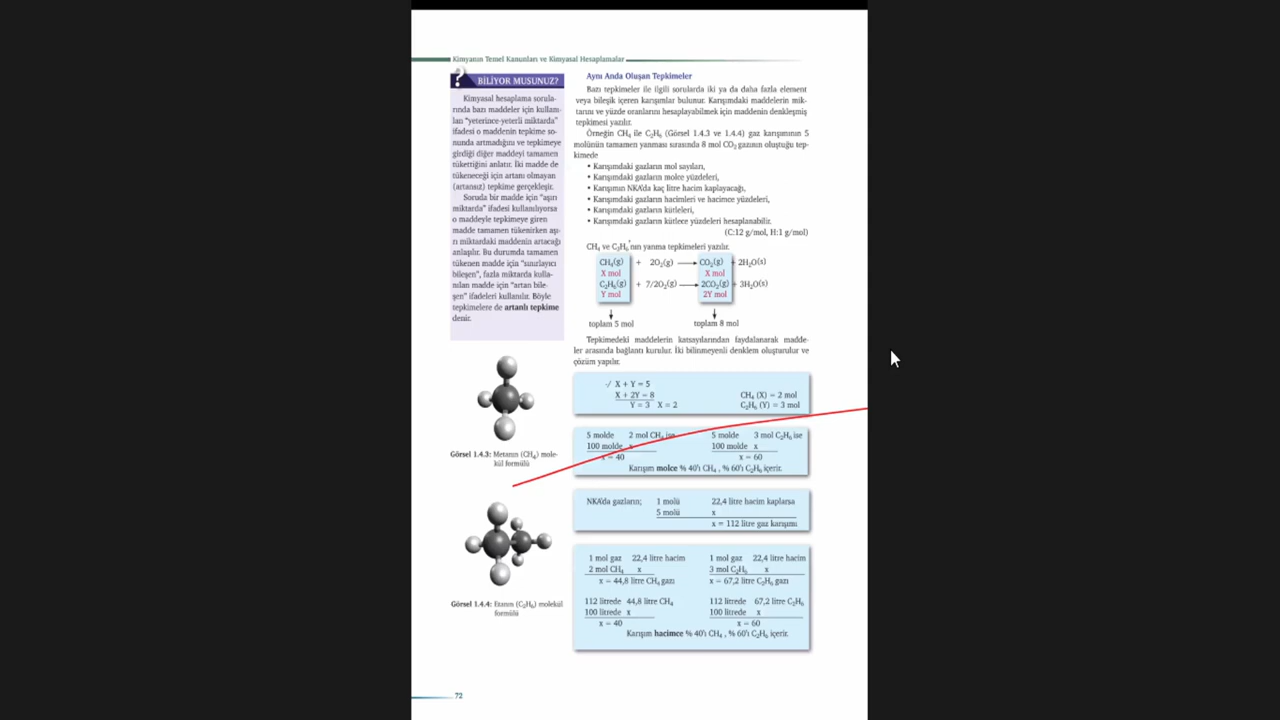 Kimyanın Temel Kanunları ve Kimyasal Hesaplamalar
? BİLİYOR MUSUNUZ?
Kimyasal hesaplama sorula-
rında bazı maddeler için kullanı-
lan “yeterince-yeterli miktarda”
ifadesi o maddenin tepkime so-
nunda artmadığını ve tepkimeye
girdiği diğer maddeyi tamamen
tükettiğini anlatır. İki madde de
tükeneceği için artanı olmayan
(artansız) tepkime gerçekleşir.
Soruda bir madde için “aşırı
miktarda” ifadesi kullanılıyorsa
o maddeyle tepkimeye giren
madde tamamen tükenirken aşı-
rı miktardaki maddenin artacağı
anlaşılır. Bu durumda tamamen
tükenen madde için “sınırlayıcı
bileşen”, fazla miktarda kulla-
nılan madde için “artan bile-
şen” ifadeleri kullanılır. Böyle
tepkimelere de artanlı tepkime
denir.
Görsel 1.4.3: Metanın (CH₄) mole-
kül formülü
Görsel 1.4.4: Etanın (C₂H₆) molekül
formülü
Aynı Anda Oluşan Tepkimeler
Bazı tepkimeler ile ilgili sorularda iki ya da daha fazla element
veya bileşik içeren karışımlar bulunur. Karışımdaki maddelerin mik-
tarını ve yüzde oranlarını hesaplayabilmek için maddenin denkleşmiş
tepkimesi yazılır.
Örneğin CH₄ ile C₂H₆ (Görsel 1.4.3 ve 1.4.4) gaz karışımının 5
molünün tamamen yanması sırasında 8 mol CO₂ gazının oluştuğu tep-
kimede
• Karışımdaki gazların mol sayıları,
• Karışımdaki gazların molce yüzdeleri,
• Karışımın NKA'da kaç litre hacim kaplayacağı,
• Karışımdaki gazların hacimleri ve hacimce yüzdeleri,
• Karışımdaki gazların kütleleri,
• Karışımdaki gazların kütlece yüzdeleri hesaplanabilir.
(C:12 g/mol, H:1 g/mol)
CH₄ ve C₂H₆'nın yanma tepkimeleri yazılır.
CH₄(g) + 2O₂(g) → CO₂(g) + 2H₂O(s)
X mol X mol
C₂H₆(g) + 7/2O₂(g) → 2CO₂(g) + 3H₂O(s)
Y mol 2Y mol
toplam 5 mol toplam 8 mol
Tepkimedeki maddelerin katsayılarından faydalanarak madde-
ler arasında bağlantı kurulur. İki bilinmeyenli denklem oluşturulur ve
çözüm yapılır.
-/ X + Y = 5
X + 2Y = 8 CH₄ (X) = 2 mol
Y = 3 X = 2 C₂H₆ (Y) = 3 mol
5 molde 2 mol CH₄ ise 5 molde 3 mol C₂H₆ ise
100 molde x 100 molde x
x = 40 x = 60
Karışım molce % 40'ı CH₄ , % 60'ı C₂H₆ içerir.
NKA'da gazların; 1 molü 22,4 litre hacim kaplarsa
5 molü x
x = 112 litre gaz karışımı
1 mol gaz 22,4 litre hacim 1 mol gaz 22,4 litre hacim
2 mol CH₄ x 3 mol C₂H₆ x
x = 44,8 litre CH₄ gazı x = 67,2 litre C₂H₆ gazı
112 litrede 44,8 litre CH₄ 112 litrede 67,2 litre C₂H₆
100 litrede x 100 litrede x
x = 40 x = 60
Karışım hacimce % 40'ı CH₄ , % 60'ı C₂H₆ içerir.
72